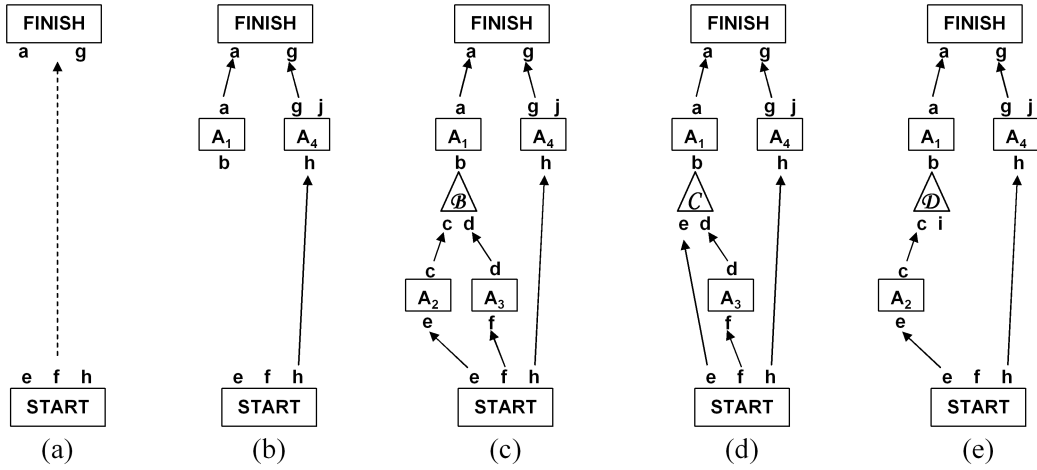 FINISH FINISH FINISH FINISH FINISH
a g a g a g a g a g
a g j a g j a g j a g j
A1 A4 A1 A4 A1 A4 A1 A4
b h b h b h b h
B C D
c d e d c i
c d d c
A2 A3 A3 A2
e f f e
e f h e f h e f h e f h e f h
START START START START START
(a) (b) (c) (d) (e)